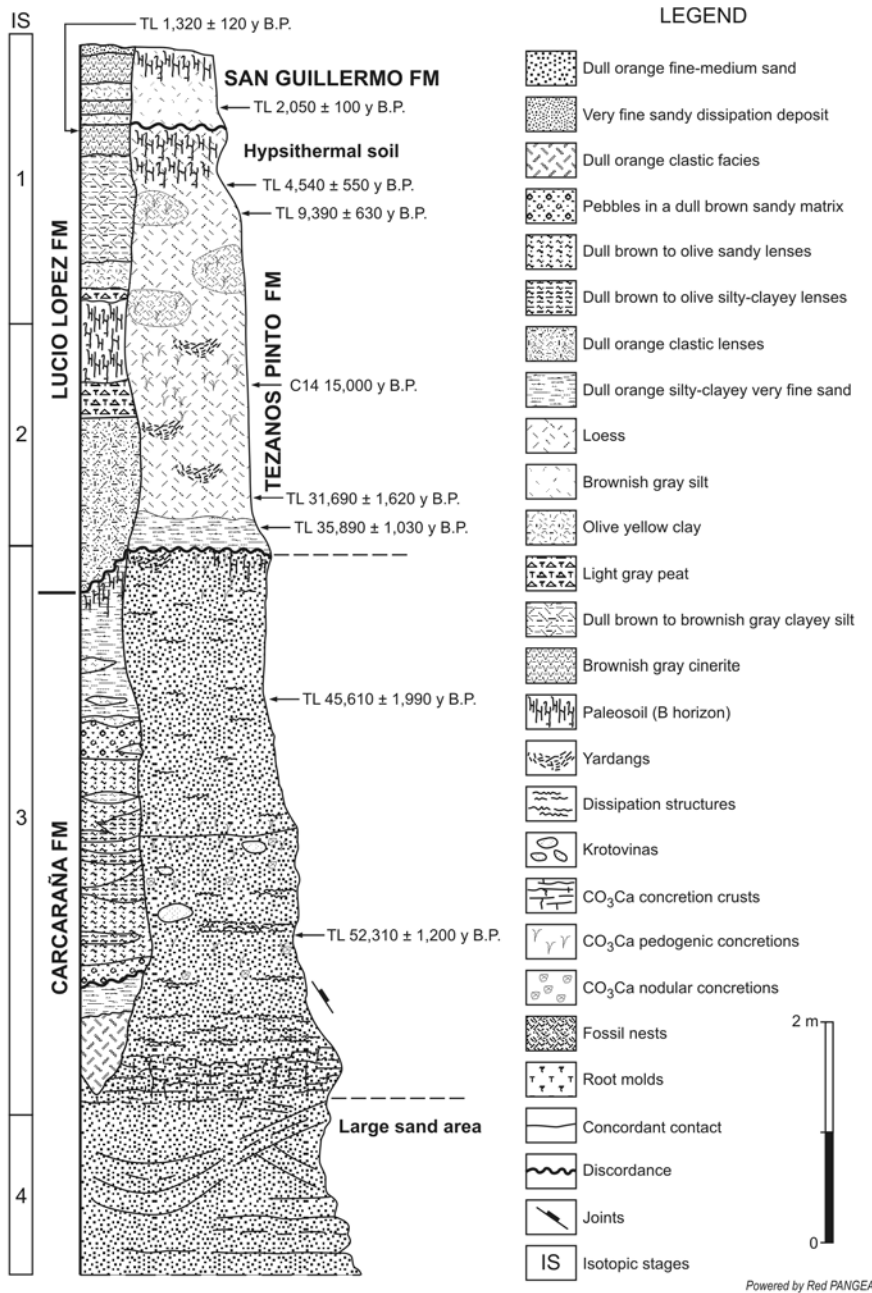 IS
TL 1,320 ± 120 y B.P.
SAN GUILLERMO FM
TL 2,050 ± 100 y B.P.
Hypsithermal soil
TL 4,540 ± 550 y B.P.
TL 9,390 ± 630 y B.P.
1
LUCIO LOPEZ FM
TEZANOS PINTO FM
C14 15,000 y B.P.
2
TL 31,690 ± 1,620 y B.P.
TL 35,890 ± 1,030 y B.P.
TL 45,610 ± 1,990 y B.P.
3
CARCARAÑA FM
TL 52,310 ± 1,200 y B.P.
Large sand area
4
LEGEND
Dull orange fine-medium sand
Very fine sandy dissipation deposit
Dull orange clastic facies
Pebbles in a dull brown sandy matrix
Dull brown to olive sandy lenses
Dull brown to olive silty-clayey lenses
Dull orange clastic lenses
Dull orange silty-clayey very fine sand
Loess
Brownish gray silt
Olive yellow clay
Light gray peat
Dull brown to brownish gray clayey silt
Brownish gray cinerite
Paleosoil (B horizon)
Yardangs
Dissipation structures
Krotovinas
CO₃Ca concretion crusts
CO₃Ca pedogenic concretions
CO₃Ca nodular concretions
Fossil nests
Root molds
Concordant contact
Discordance
Joints
IS Isotopic stages
2 m
0
Powered by Red PANGEA